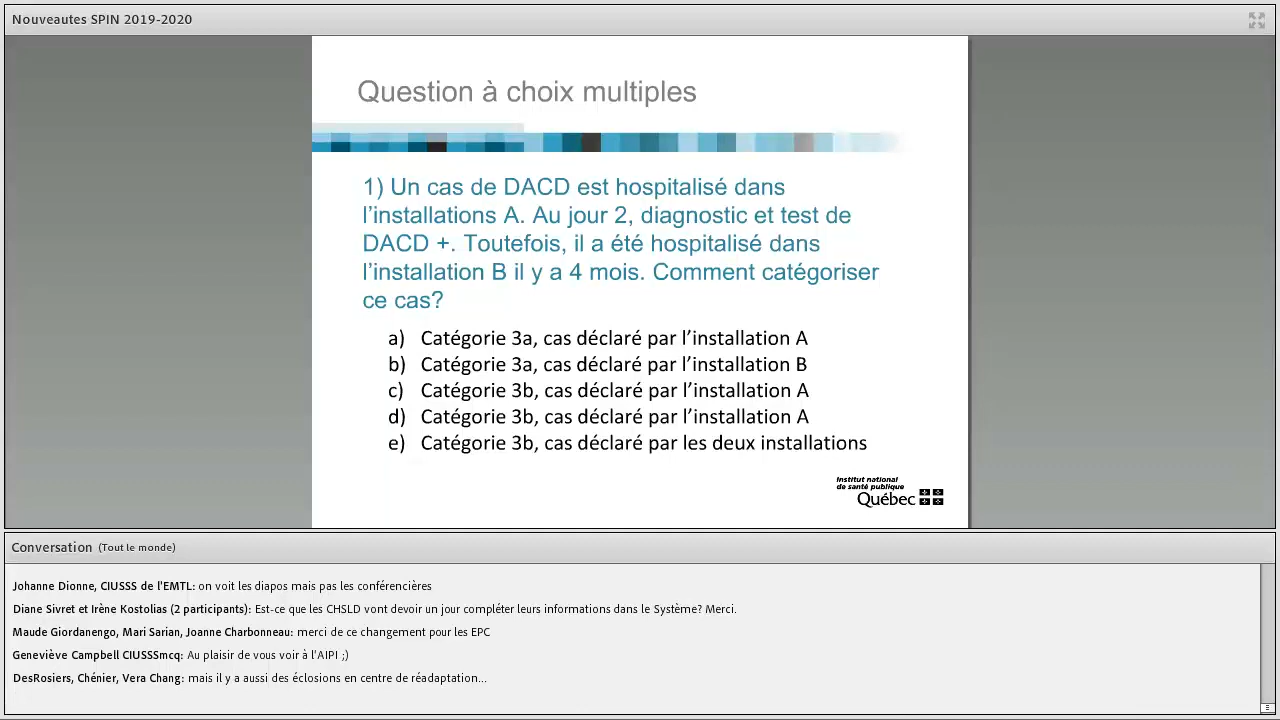 Nouveautes SPIN 2019-2020
Question à choix multiples
1) Un cas de DACD est hospitalisé dans
l'installations A. Au jour 2, diagnostic et test de
DACD +. Toutefois, il a été hospitalisé dans
l'installation B il y a 4 mois. Comment catégoriser
ce cas?
a) Catégorie 3a, cas déclaré par l'installation A
b) Catégorie 3a, cas déclaré par l'installation B
c) Catégorie 3b, cas déclaré par l'installation A
d) Catégorie 3b, cas déclaré par l'installation A
e) Catégorie 3b, cas déclaré par les deux installations
Institut national
de santé publique
Québec
Conversation (Tout le monde)
Johanne Dionne, CIUSSS de l'EMTL: on voit les diapos mais pas les conférencières
Diane Sivret et Irène Kostolias (2 participants): Est-ce que les CHSLD vont devoir un jour compléter leurs informations dans le Système? Merci.
Maude Giordanengo, Mari Sarian, Joanne Charbonneau: merci de ce changement pour les EPC
Geneviève Campbell CIUSSSmcq: Au plaisir de vous voir à l'AIPI ;)
DesRosiers, Chénier, Vera Chang: mais il y a aussi des éclosions en centre de réadaptation...